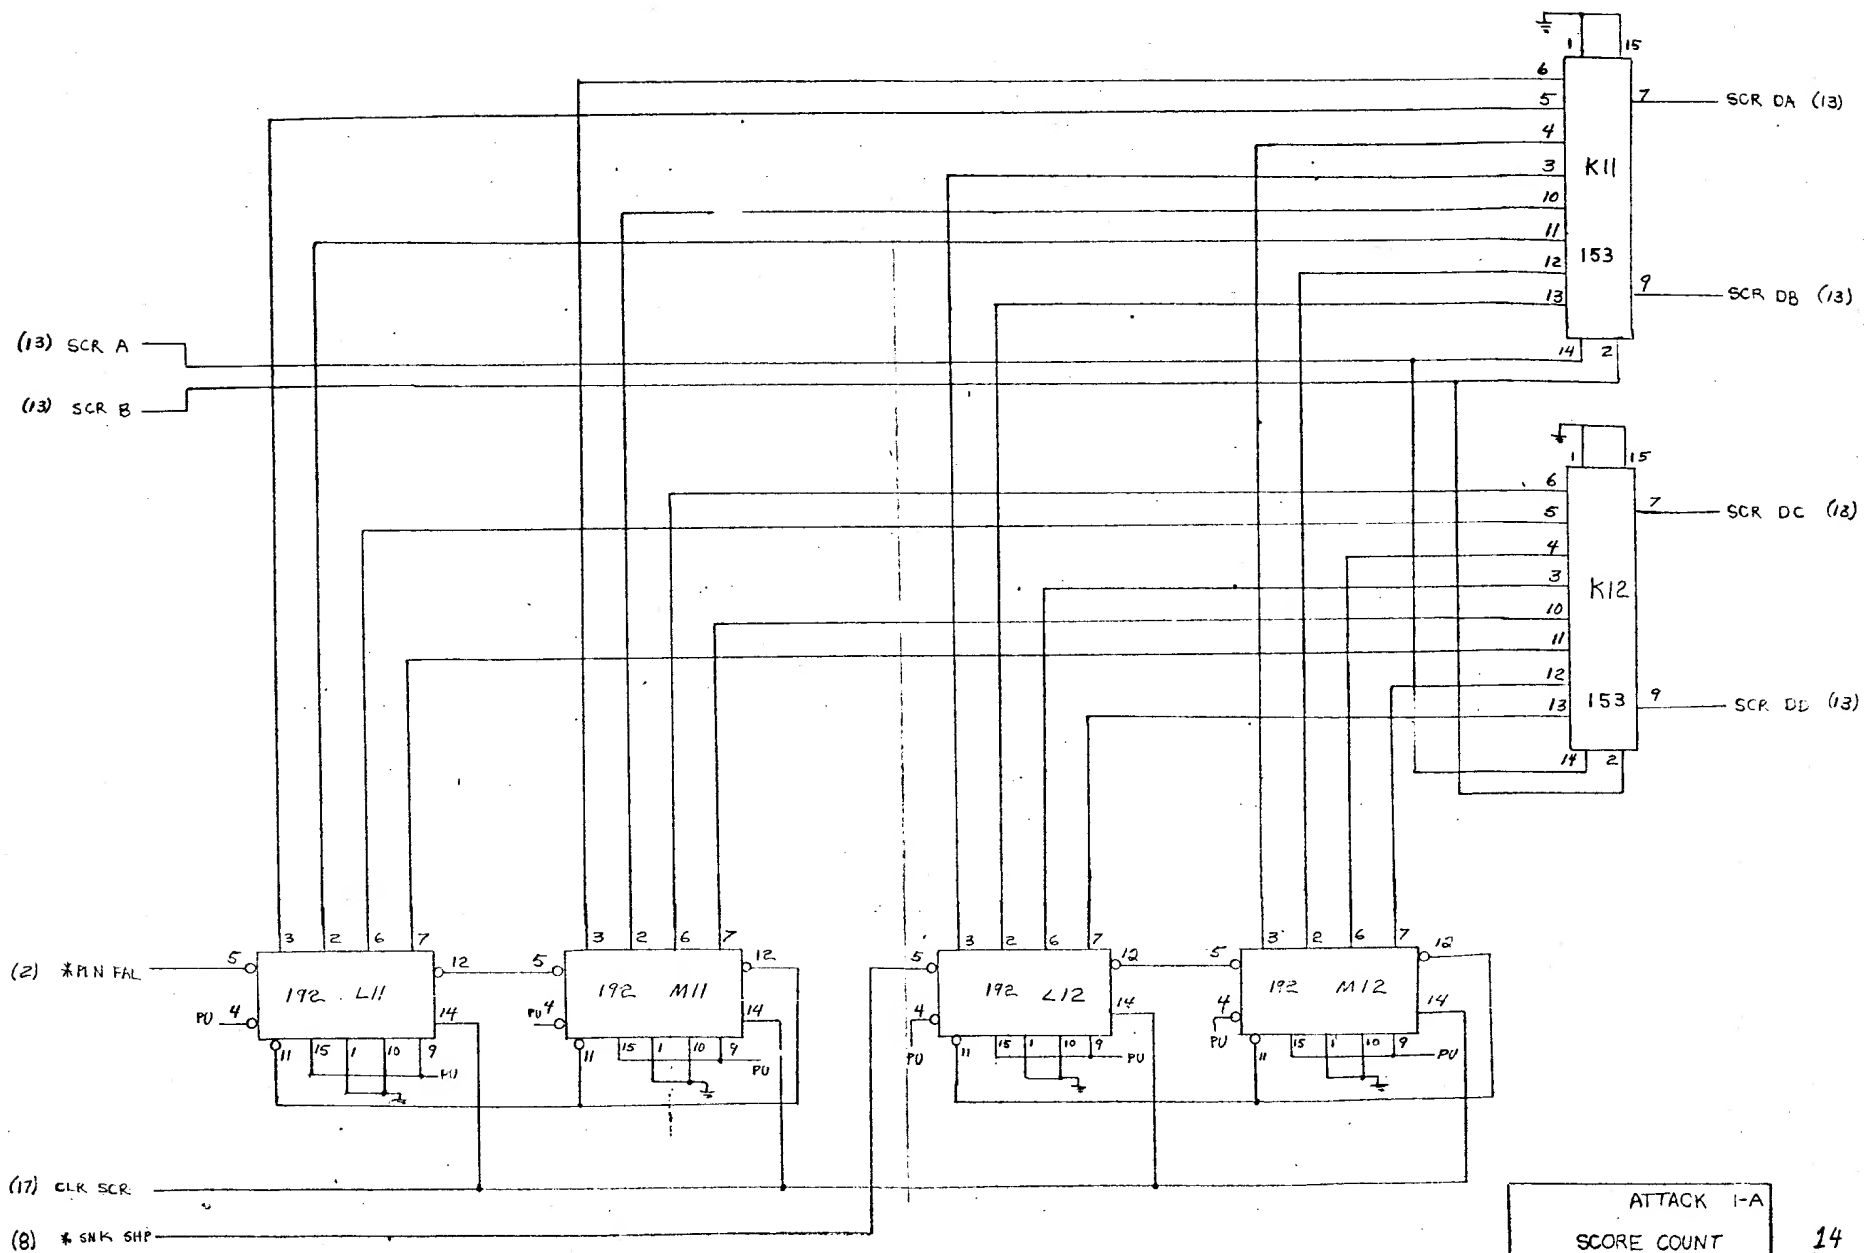 1 15
6
5
4
3
10
11
12
13
K11
153
7 SCR DA (13)
9 SCR DB (13)
14 2
(13) SCR A
(13) SCR B
1 15
6
5
4
3
10
11
12
13
K12
153
7 SCR DC (13)
9 SCR DD (13)
14 2
3 2 6 7
3 2 6 7
3 2 6 7
3 2 6 7
(2) *MN FAL
5 192 L11 12
PU 4 14
11 15 1 10 9
PU
5 192 M11 12
PU 4 14
11 15 1 10 9
PU
5 192 L12 12
4 14
PU
11 15 1 10 9
PU
5 192 M12 12
4 14
PU
11 15 1 10 9
PU
(17) CLR SCR
(8) * SNK SHP
ATTACK 1-A
SCORE COUNT
14